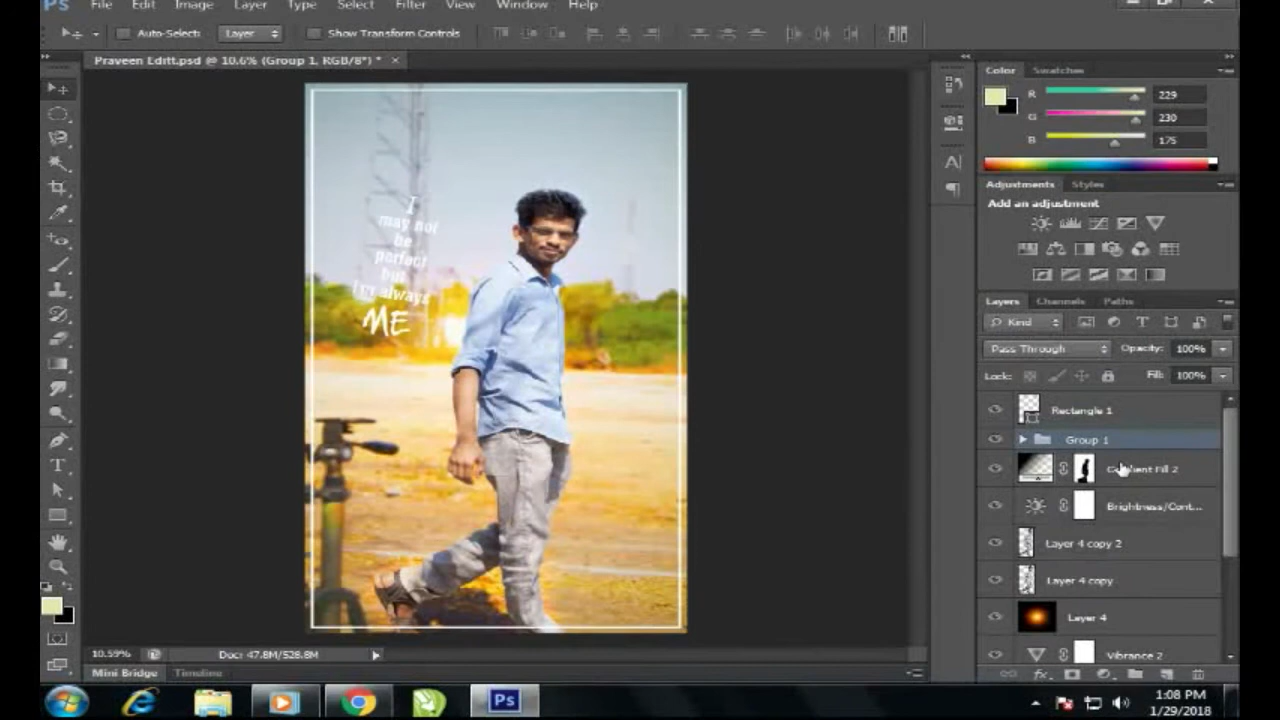 Ps File Edit Image Layer Type Select Filter View Window Help
Auto-Select: Layer Show Transform Controls
Praveen Editt.psd @ 10.6% (Group 1, RGB/8*) * ×
I
may not
be
perfect
but
I'm always
ME
Color Swatches
R 229
G 230
B 175
Adjustments Styles
Add an adjustment
Layers Channels Paths
Kind
Pass Through Opacity: 100%
Lock: Fill: 100%
Rectangle 1
Group 1
Gradient Fill 2
Brightness/Cont...
Layer 4 copy 2
Layer 4 copy
Layer 4
Vibrance 2
fx
10.59% Doc: 47.8M/528.8M
Mini Bridge Timeline
Ps
1:08 PM
1/29/2018